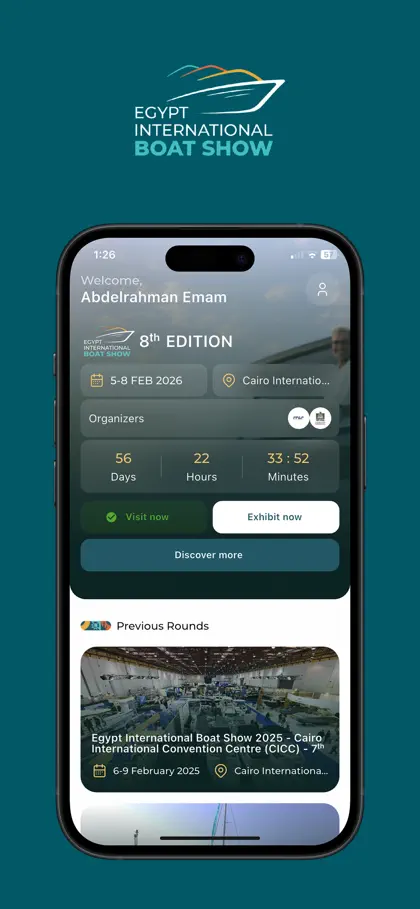 EGYPT
INTERNATIONAL
BOAT SHOW
1:26
57
Welcome,
Abdelrahman Emam
EGYPT
INTERNATIONAL
BOAT SHOW
8th EDITION
5-8 FEB 2026
Cairo Internatio...
Organizers
56
22
33 : 52
Days
Hours
Minutes
Visit now
Exhibit now
Discover more
Previous Rounds
Egypt International Boat Show 2025 - Cairo
International Convention Centre (CICC) - 7th
6-9 February 2025
Cairo Internationa...